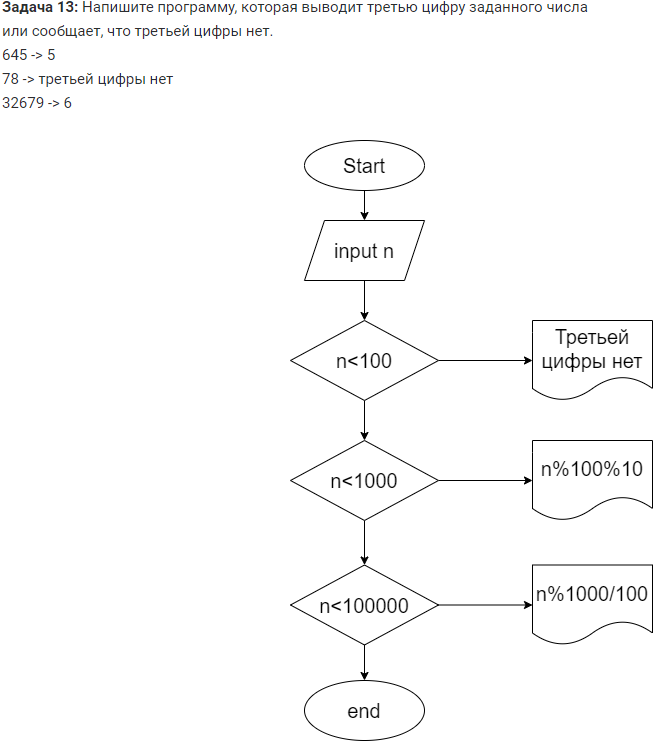 Задача 13: Напишите программу, которая выводит третью цифру заданного числа
или сообщает, что третьей цифры нет.
645 -> 5
78 -> третьей цифры нет
32679 -> 6
Start
input n
n<100
Третьей
цифры нет
n<1000
n%100%10
n<100000
n%1000/100
end